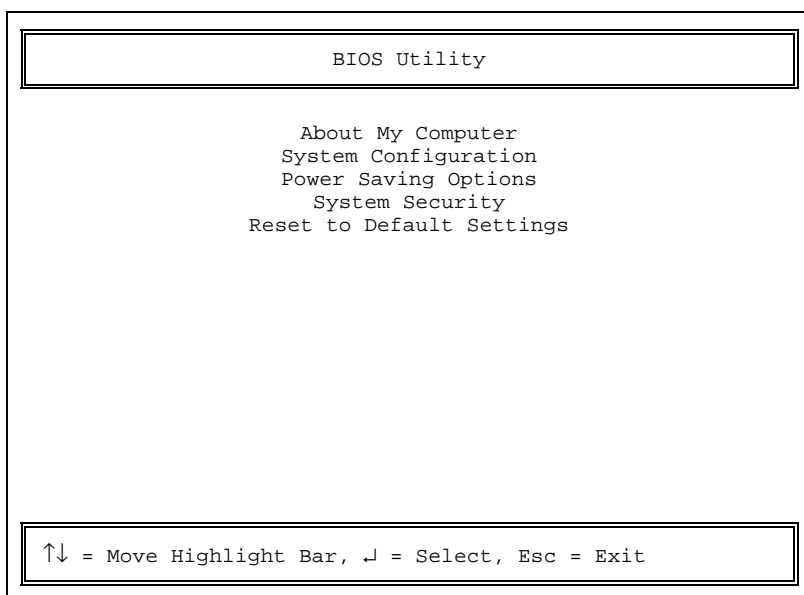 BIOS Utility
About My Computer
System Configuration
Power Saving Options
System Security
Reset to Default Settings
↑↓ = Move Highlight Bar, ↵ = Select, Esc = Exit